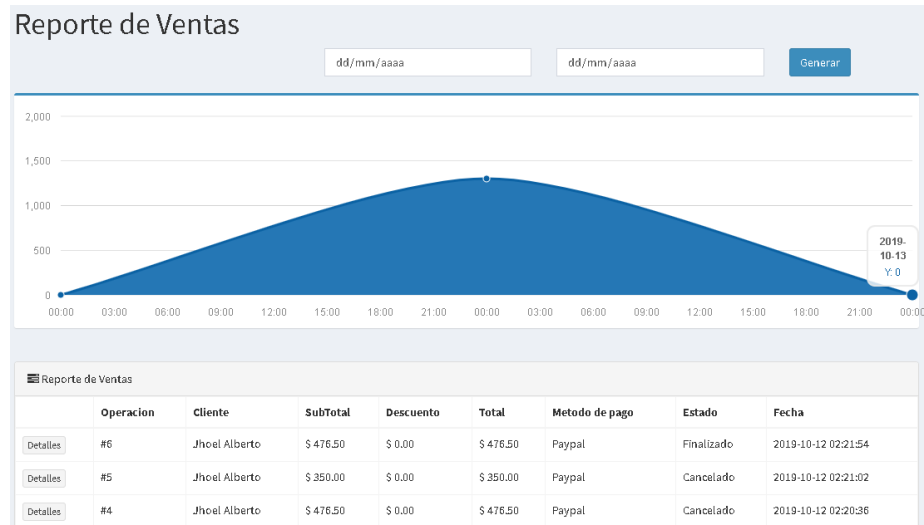 Reporte de Ventas
dd/mm/aaaa dd/mm/aaaa Generar
2,000
1,500
1,000
500
0
2019-
10-13
Y: 0
00:00 03:00 06:00 09:00 12:00 15:00 18:00 21:00 00:00 03:00 06:00 09:00 12:00 15:00 18:00 21:00 00:00
Reporte de Ventas
Operacion Cliente SubTotal Descuento Total Metodo de pago Estado Fecha
Detalles #6 Jhoel Alberto $ 476.50 $ 0.00 $ 476.50 Paypal Finalizado 2019-10-12 02:21:54
Detalles #5 Jhoel Alberto $ 350.00 $ 0.00 $ 350.00 Paypal Cancelado 2019-10-12 02:21:02
Detalles #4 Jhoel Alberto $ 476.50 $ 0.00 $ 476.50 Paypal Cancelado 2019-10-12 02:20:36